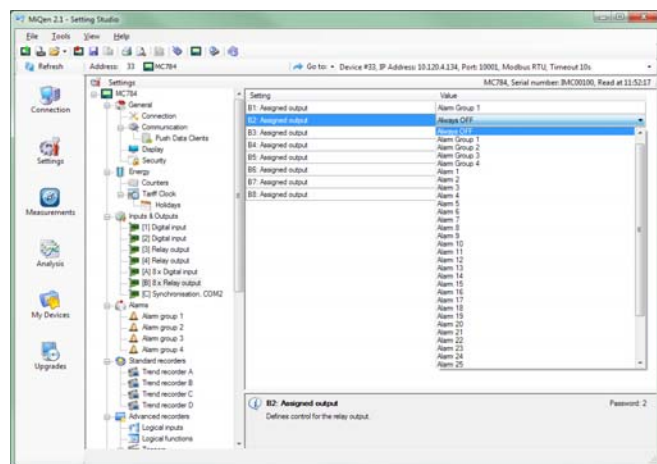 MiQen 2.1 - Setting Studio
File Tools View Help
Refresh
Address: 33 MC784
Go to:
Device #33, IP Address 10.120.4.134, Port: 10001, Modbus RTU, Timeout 10s
Connection
Settings
Measurements
Analysis
My Devices
Upgrades
Settings
MC784, Serial number: IMC00100, Read at 11:52:17
MC784
General
Connection
Communication
Push Data Clients
Display
Security
Energy
Counters
Tariff Clock
Holidays
Inputs & Outputs
[1] Digital input
[2] Digital input
[3] Relay output
[4] Relay output
[A] 8 x Digital input
[B] 8 x Relay output
[C] Synchronisation, COM2
Alarms
Alarm group 1
Alarm group 2
Alarm group 3
Alarm group 4
Standard recorders
Trend recorder A
Trend recorder B
Trend recorder C
Trend recorder D
Advanced recorders
Logical inputs
Logical functions
Setting Value
B1: Assigned output Alarm Group 1
B2: Assigned output Always OFF
B3: Assigned output
B4: Assigned output
B5: Assigned output
B6: Assigned output
B7: Assigned output
B8: Assigned output
Always OFF
Alarm Group 1
Alarm Group 2
Alarm Group 3
Alarm Group 4
Alarm 1
Alarm 2
Alarm 3
Alarm 4
Alarm 5
Alarm 6
Alarm 7
Alarm 8
Alarm 9
Alarm 10
Alarm 11
Alarm 12
Alarm 13
Alarm 14
Alarm 15
Alarm 16
Alarm 17
Alarm 18
Alarm 19
Alarm 20
Alarm 21
Alarm 22
Alarm 23
Alarm 24
Alarm 25
B2: Assigned output Password: 2
Defines control for the relay output.